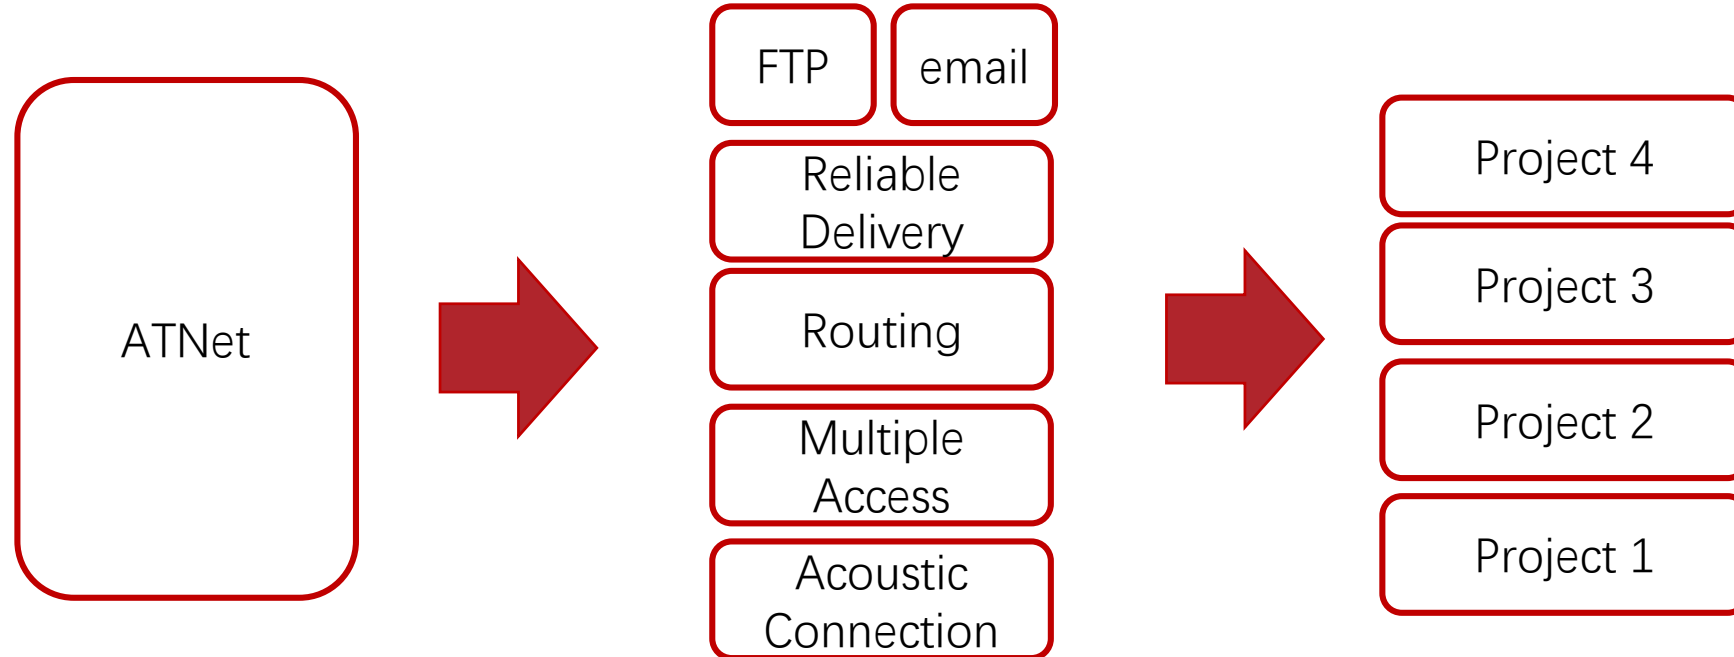 ATNet
FTP
email
Reliable
Delivery
Routing
Multiple
Access
Acoustic
Connection
Project 4
Project 3
Project 2
Project 1